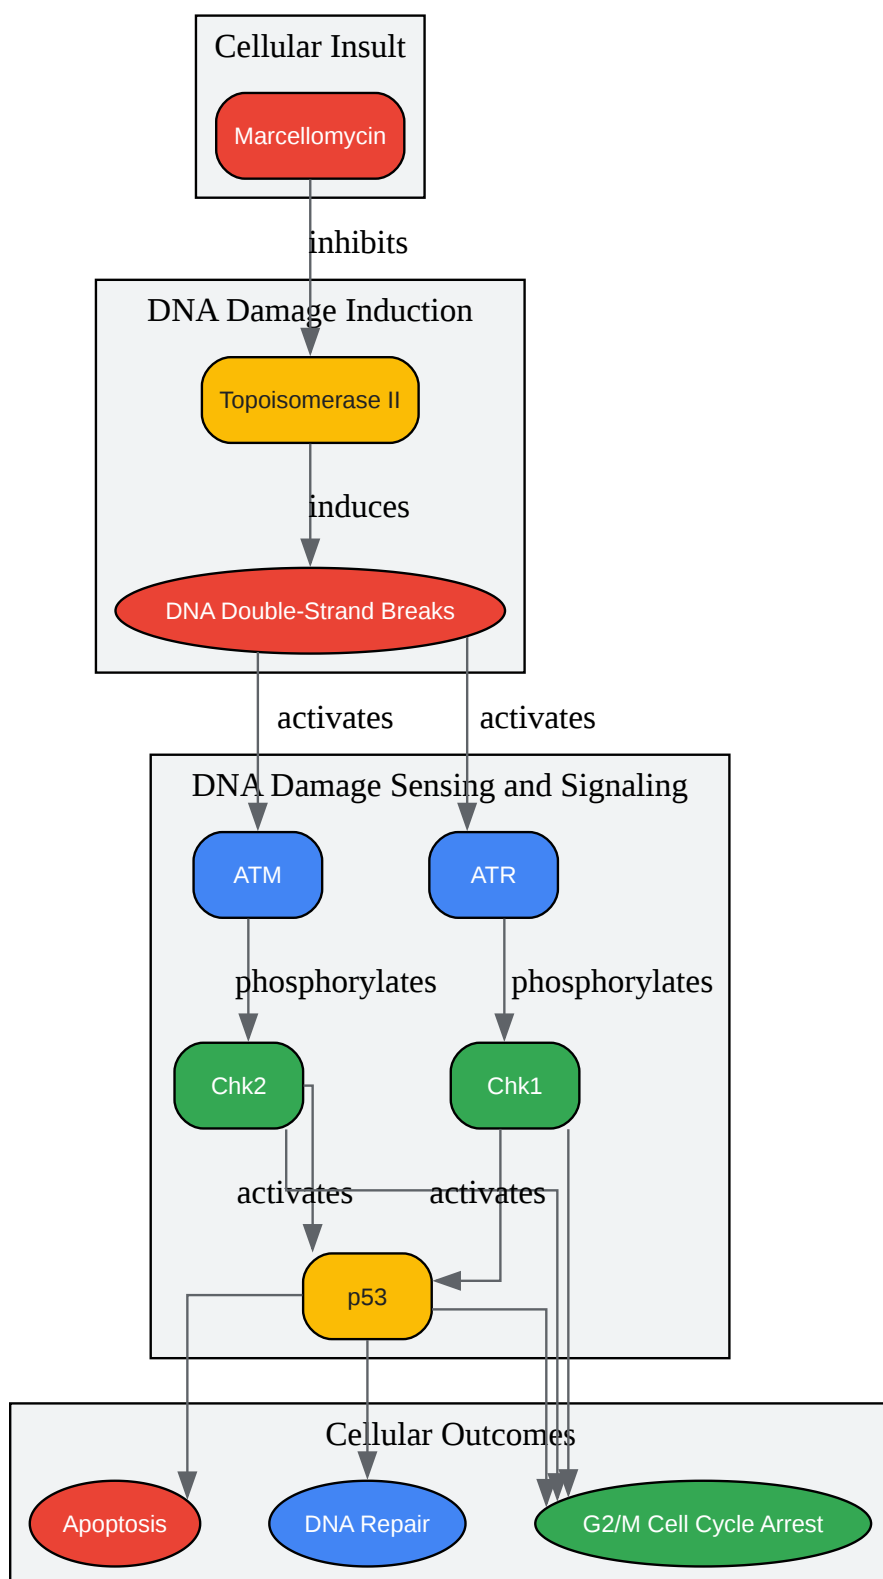 Cellular Insult
Marcellomycin
inhibits
DNA Damage Induction
Topoisomerase II
induces
DNA Double-Strand Breaks
activates
activates
DNA Damage Sensing and Signaling
ATM
ATR
phosphorylates
phosphorylates
Chk2
Chk1
activates
activates
p53
Cellular Outcomes
Apoptosis
DNA Repair
G2/M Cell Cycle Arrest